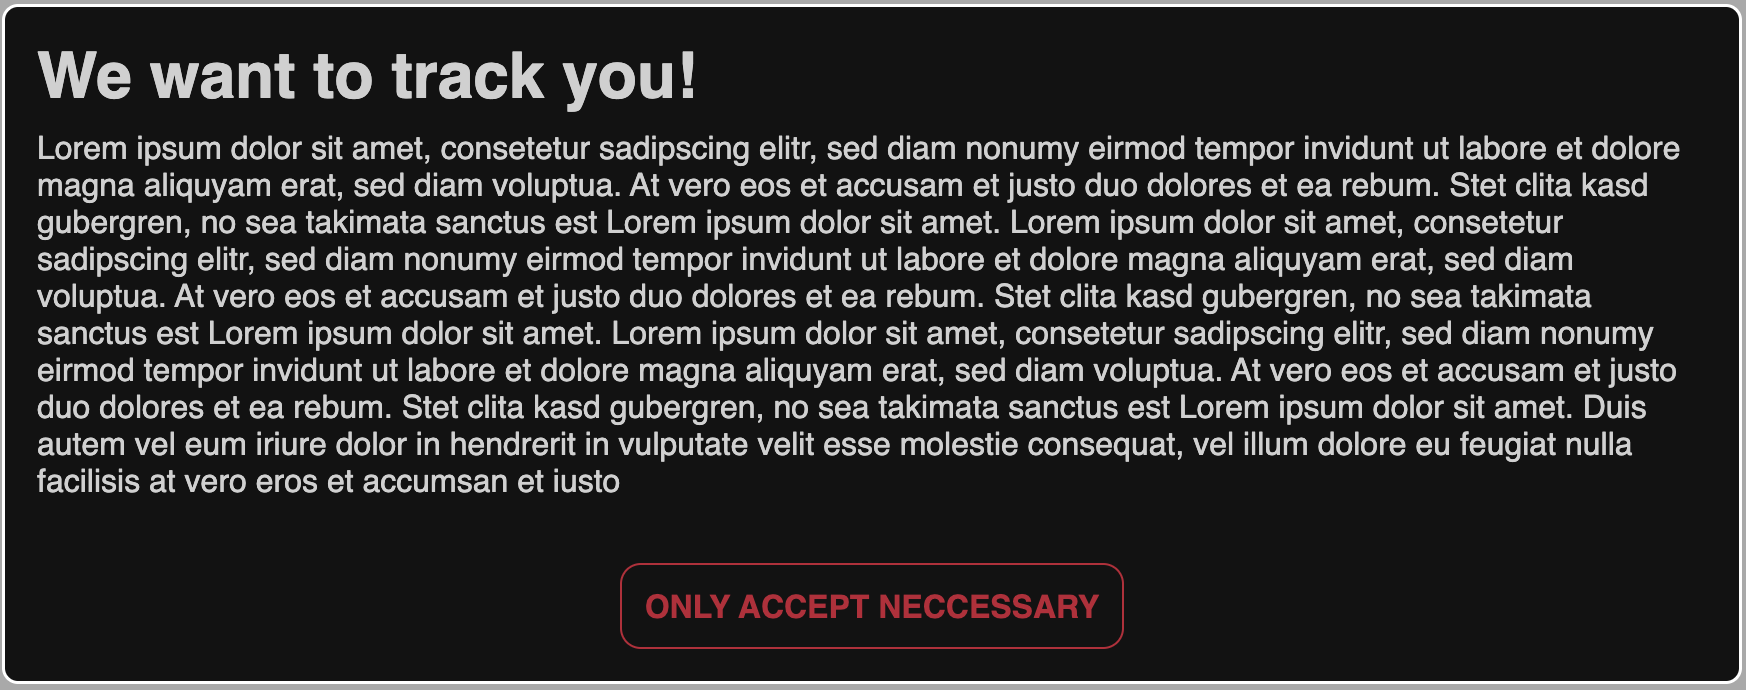 We want to track you!
Lorem ipsum dolor sit amet, consetetur sadipscing elitr, sed diam nonumy eirmod tempor invidunt ut labore et dolore
magna aliquyam erat, sed diam voluptua. At vero eos et accusam et justo duo dolores et ea rebum. Stet clita kasd
gubergren, no sea takimata sanctus est Lorem ipsum dolor sit amet. Lorem ipsum dolor sit amet, consetetur
sadipscing elitr, sed diam nonumy eirmod tempor invidunt ut labore et dolore magna aliquyam erat, sed diam
voluptua. At vero eos et accusam et justo duo dolores et ea rebum. Stet clita kasd gubergren, no sea takimata
sanctus est Lorem ipsum dolor sit amet. Lorem ipsum dolor sit amet, consetetur sadipscing elitr, sed diam nonumy
eirmod tempor invidunt ut labore et dolore magna aliquyam erat, sed diam voluptua. At vero eos et accusam et justo
duo dolores et ea rebum. Stet clita kasd gubergren, no sea takimata sanctus est Lorem ipsum dolor sit amet. Duis
autem vel eum iriure dolor in hendrerit in vulputate velit esse molestie consequat, vel illum dolore eu feugiat nulla
facilisis at vero eros et accumsan et iusto
ONLY ACCEPT NECCESSARY